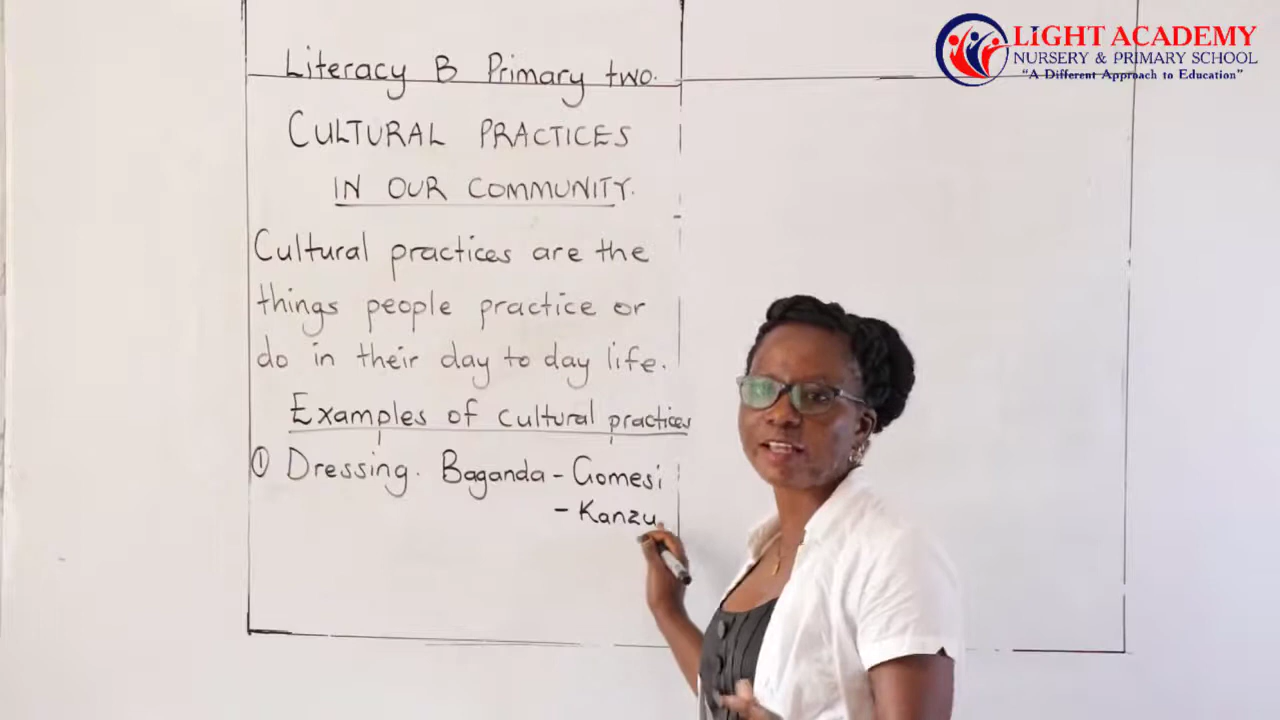 Literacy B Primary two.
CULTURAL PRACTICES
IN OUR COMMUNITY.
Cultural practices are the
things people practice or
do in their day to day life.
Examples of cultural practices
① Dressing. Baganda - Gomesi
- Kanzu
LIGHT ACADEMY
NURSERY & PRIMARY SCHOOL
"A Different Approach to Education"